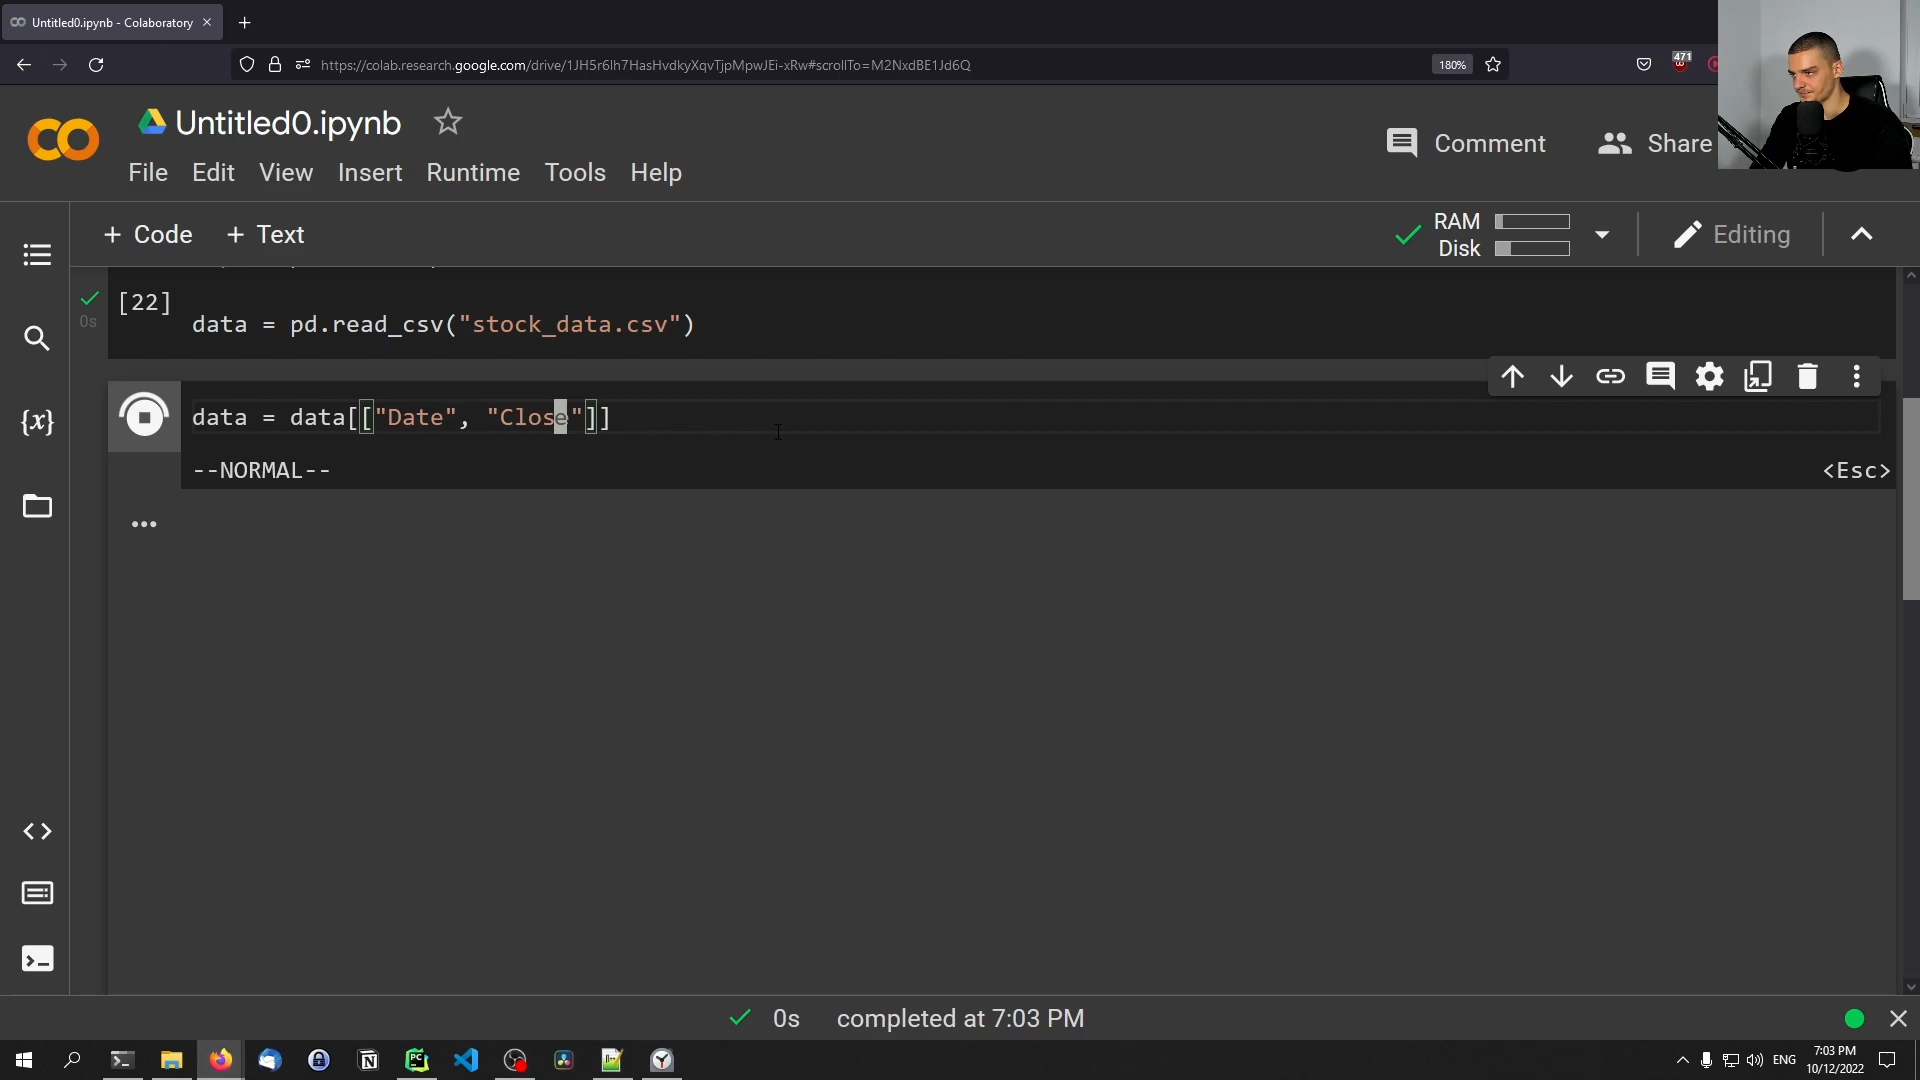 Untitled0.ipynb - Colaboratory
https://colab.research.google.com/drive/1JH5r6lh7HasHvdkyXqvTjpMpwJEi-xRw#scrollTo=M2NxdBE1Jd6Q
180%
471
Untitled0.ipynb
File Edit View Insert Runtime Tools Help
Comment
Share
+ Code + Text
RAM
Disk
Editing
[22]
0s
data = pd.read_csv("stock_data.csv")
data = data[["Date", "Close"]]
--NORMAL-- <Esc>
{x}
0s completed at 7:03 PM
ENG
7:03 PM
10/12/2022